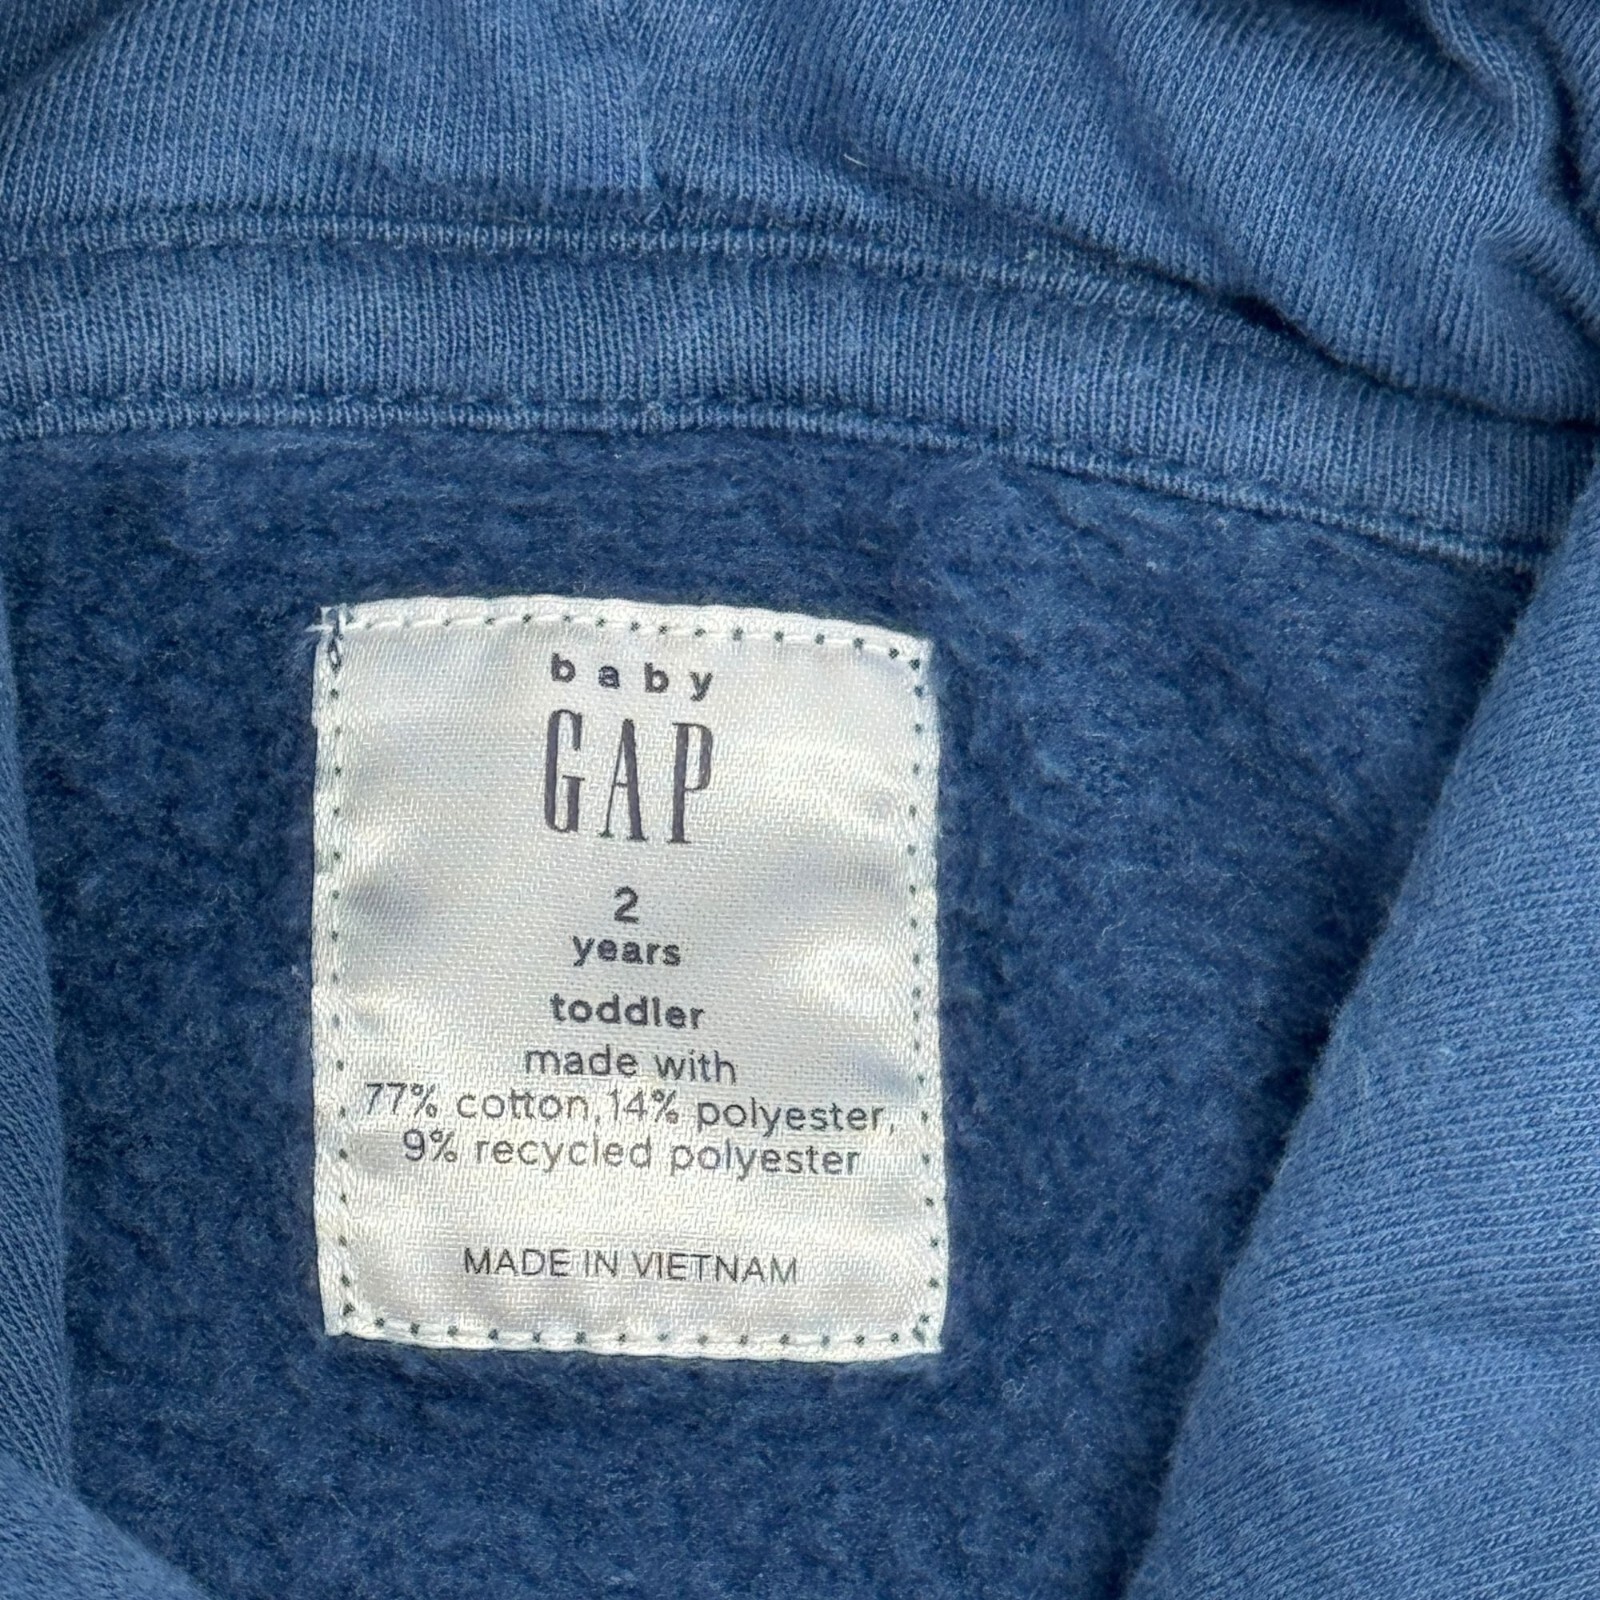 baby
GAP
2
years
toddler
made with
77% cotton, 14% polyester,
9% recycled polyester
MADE IN VIETNAM